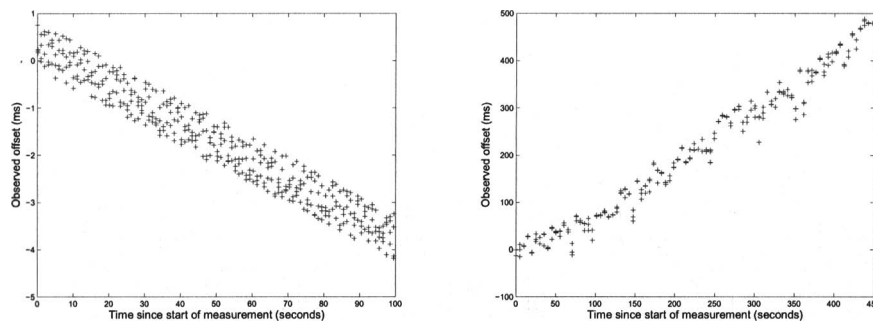 1
0
-1
-2
-3
-4
-5
Observed offset (ms)
0 10 20 30 40 50 60 70 80 90 100
Time since start of measurement (seconds)
500
400
300
200
100
0
-100
Observed offset (ms)
0 50 100 150 200 250 300 350 400 450
Time since start of measurement (seconds)